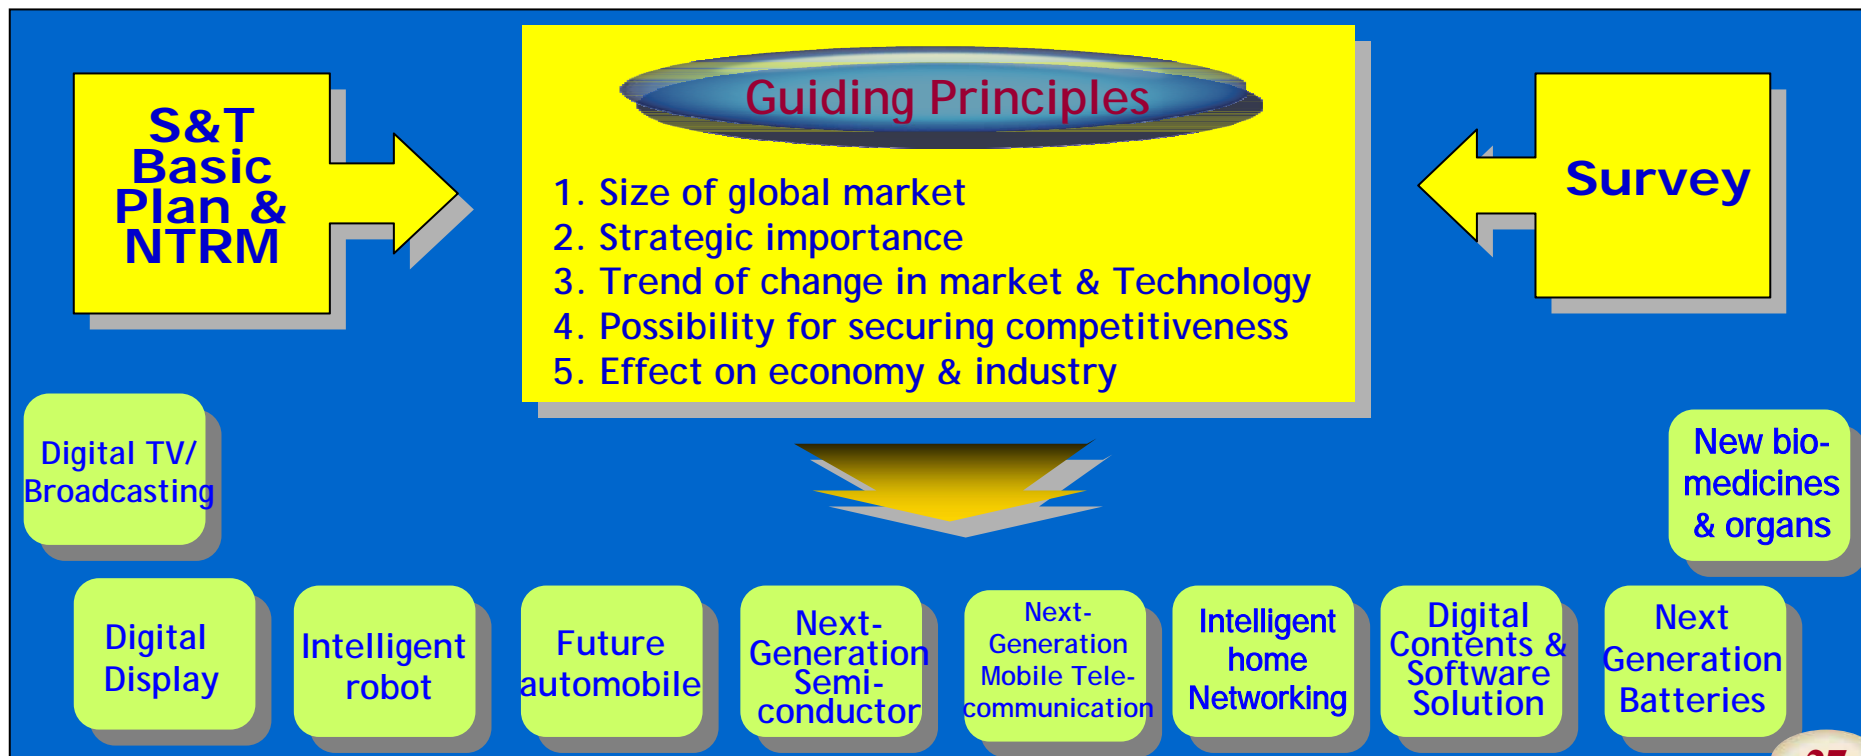 S&T
Basic
Plan &
NTRM
Guiding Principles
1. Size of global market
2. Strategic importance
3. Trend of change in market & Technology
4. Possibility for securing competitiveness
5. Effect on economy & industry
Survey
Digital TV/
Broadcasting
New bio-
medicines
& organs
Digital
Display
Intelligent
robot
Future
automobile
Next-
Generation
Semi-
conductor
Next-
Generation
Mobile Tele-
communication
Intelligent
home
Networking
Digital
Contents &
Software
Solution
Next
Generation
Batteries